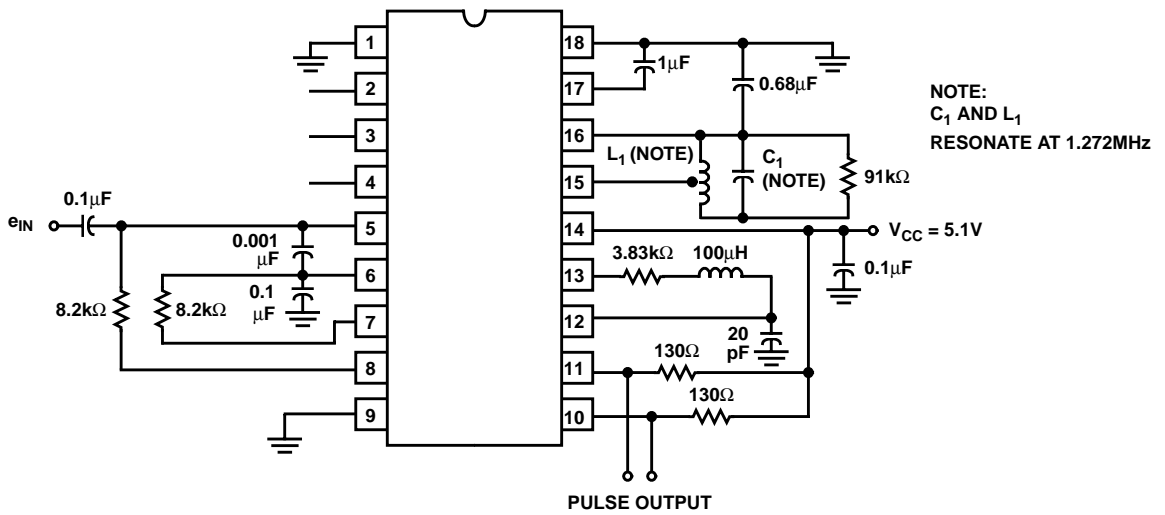 1
18
1µF
2
17
0.68µF
NOTE:
C1 AND L1
RESONATE AT 1.272MHz
3
16
L1 (NOTE)
C1
(NOTE)
91kΩ
4
15
0.1µF
eIN
5
14
VCC = 5.1V
0.001
µF
3.83kΩ
100µH
0.1µF
6
13
0.1
µF
8.2kΩ
8.2kΩ
7
12
20
pF
8
11
130Ω
130Ω
9
10
PULSE OUTPUT